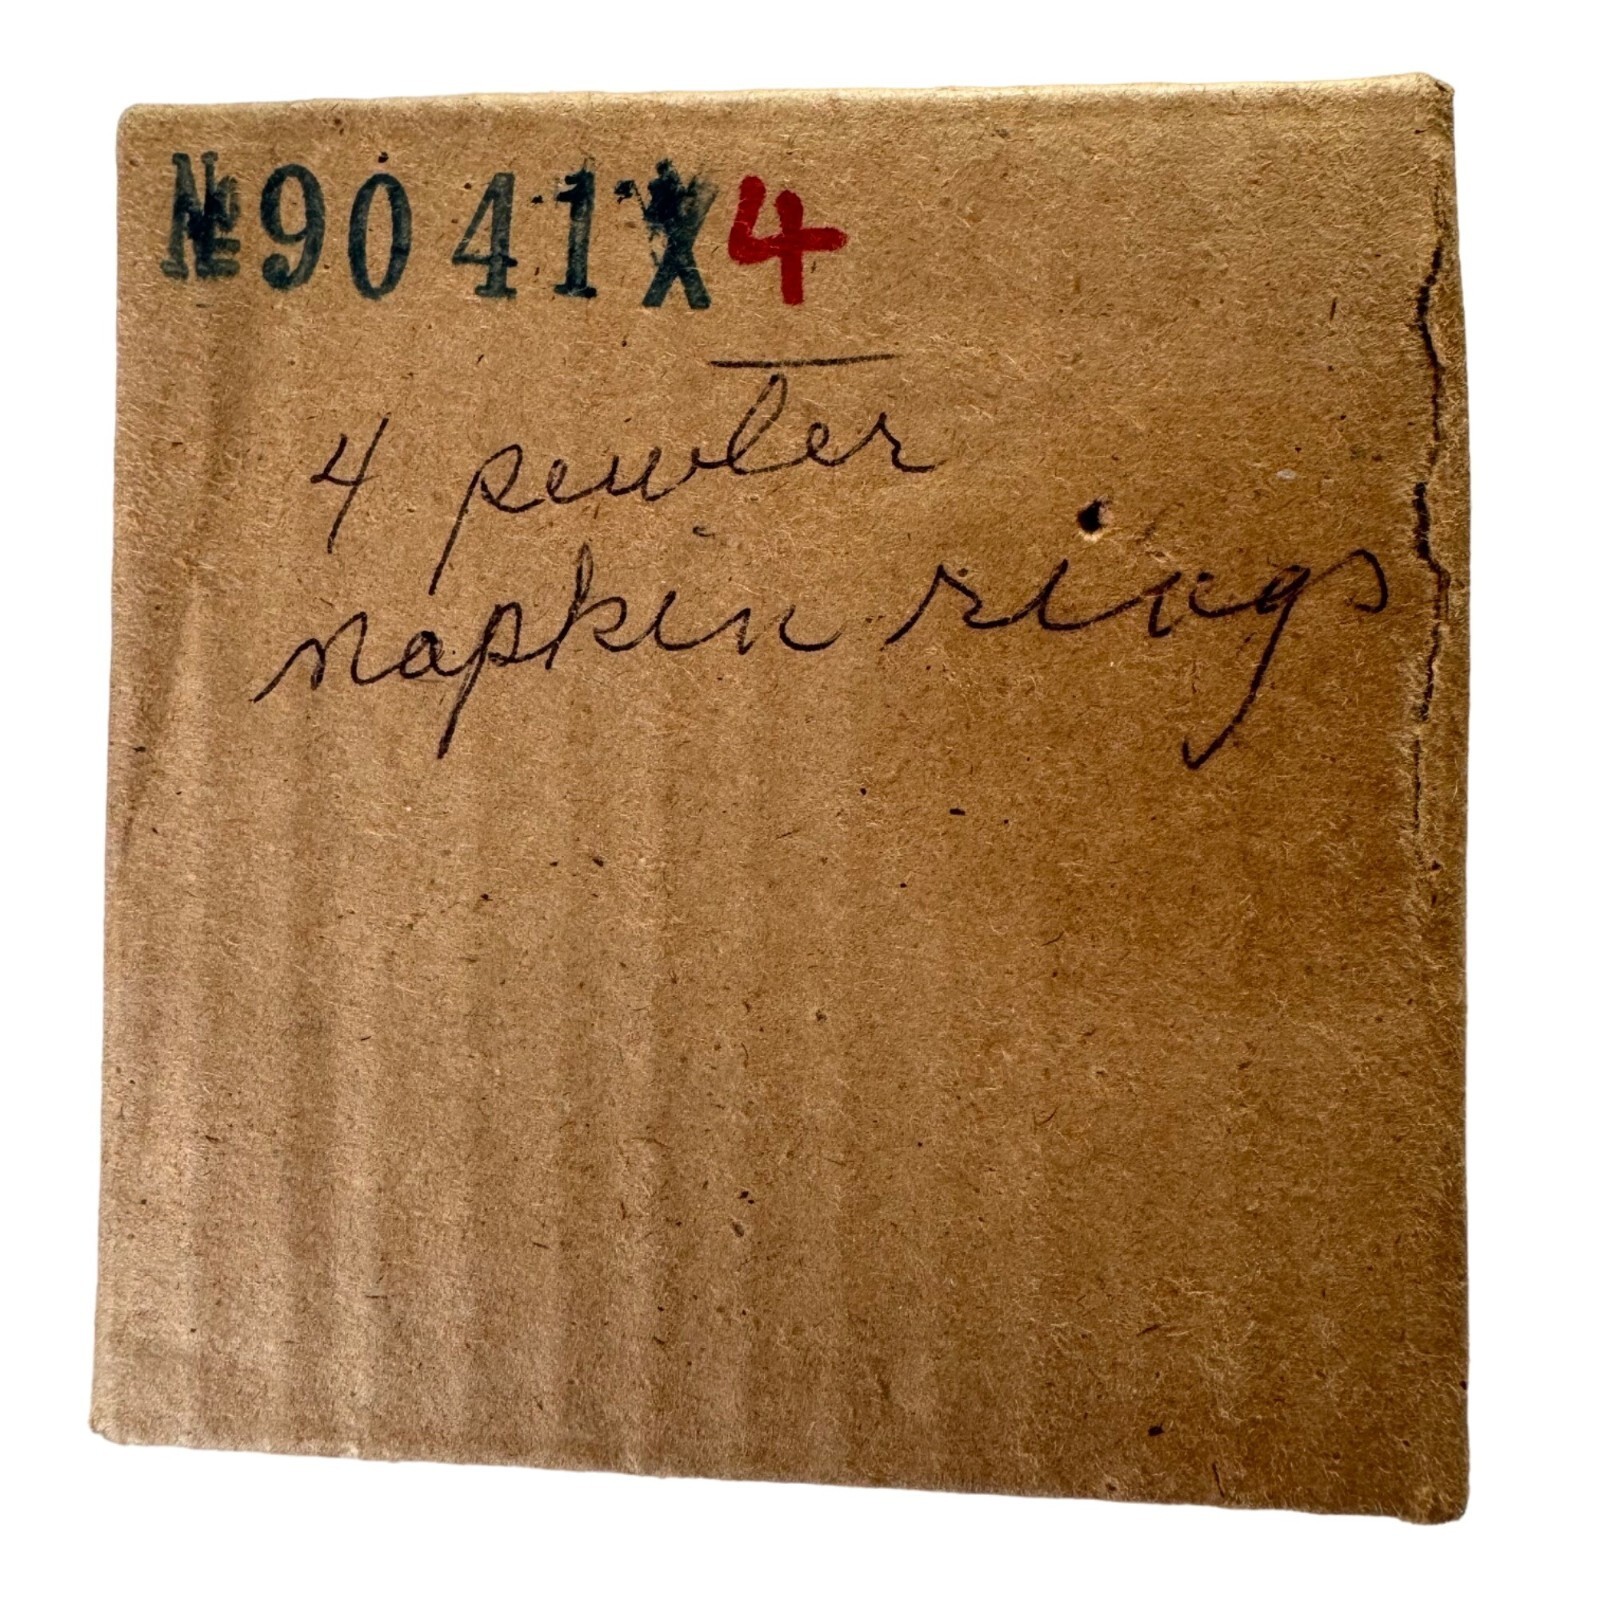 №9041X4
4 pewter
napkin rings